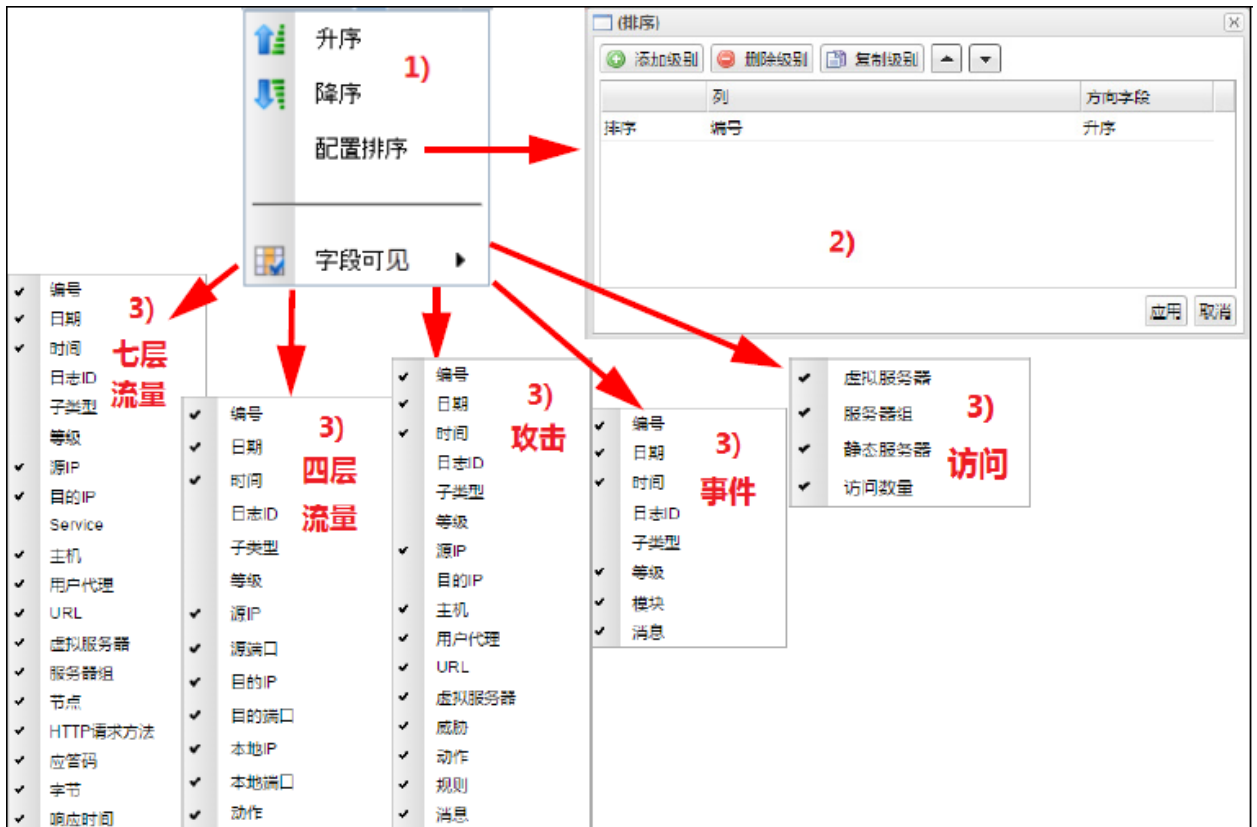 升序
1)
降序
配置排序
字段可见
(排序)
添加级别
删除级别
复制级别
列
方向字段
排序
编号
升序
2)
应用
取消
3)
七层
流量
编号
日期
时间
日志ID
子类型
等级
源IP
目的IP
Service
主机
用户代理
URL
虚拟服务器
服务器组
节点
HTTP请求方法
应答码
字节
响应时间
3)
四层
流量
编号
日期
时间
日志ID
子类型
等级
源IP
源端口
目的IP
目的端口
本地IP
本地端口
动作
3)
攻击
编号
日期
时间
日志ID
子类型
等级
源IP
目的IP
主机
用户代理
URL
虚拟服务器
威胁
动作
规则
消息
3)
事件
编号
日期
时间
日志ID
子类型
等级
模块
消息
3)
访问
虚拟服务器
服务器组
静态服务器
访问数量